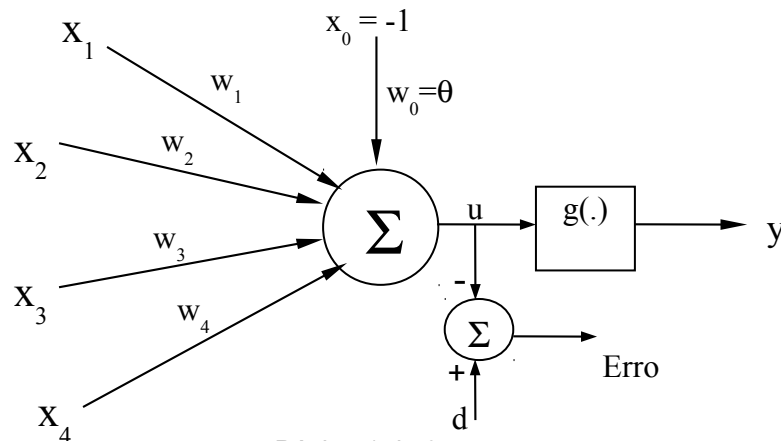 x₀ = -1
x₁
w₁
w₀=θ
x₂
w₂
Σ
u
g(.)
y
w₃
x₃
w₄
-
Σ
+
Erro
d
x₄